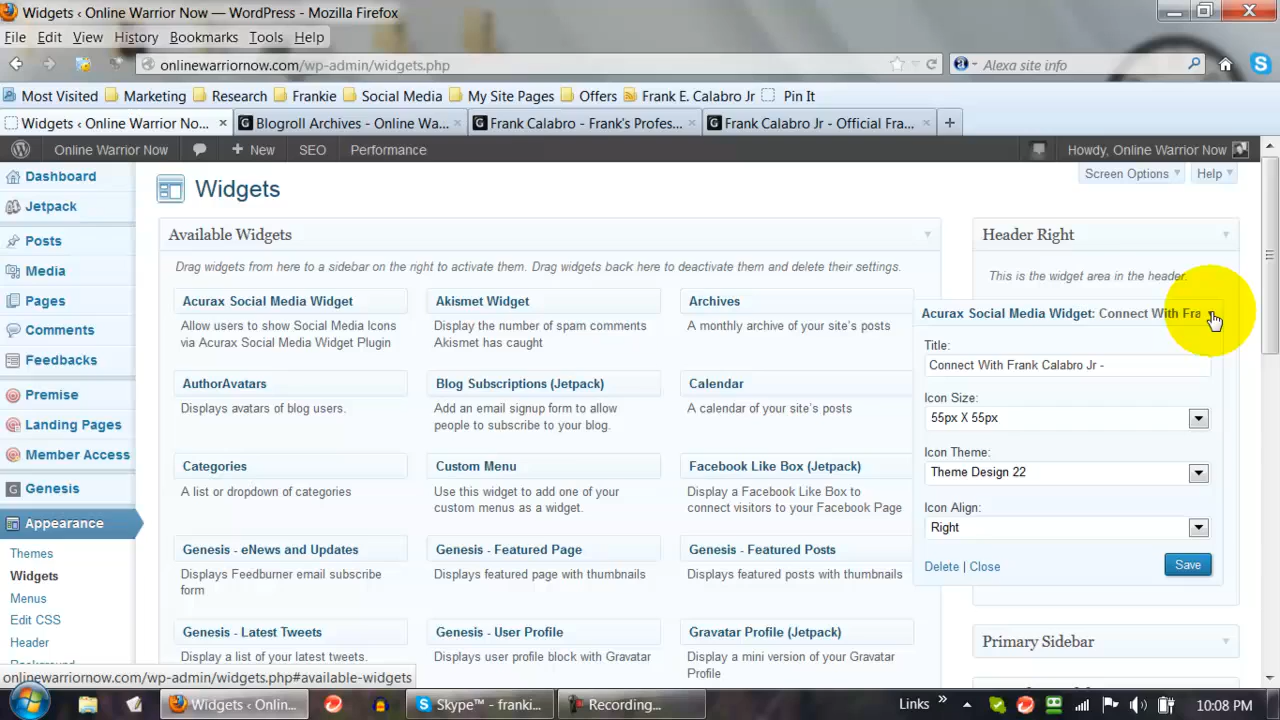 Widgets ‹ Online Warrior Now — WordPress - Mozilla Firefox
File Edit View History Bookmarks Tools Help
onlinewarriornow.com/wp-admin/widgets.php
Alexa site info
Most Visited Marketing Research Frankie Social Media My Site Pages Offers Frank E. Calabro Jr Pin It
Widgets ‹ Online Warrior Now... × Blogroll Archives - Online Wa... × Frank Calabro - Frank's Profes... × Frank Calabro Jr - Official Fra... × +
Online Warrior Now + New SEO Performance Howdy, Online Warrior Now
Dashboard
Jetpack
Posts
Media
Pages
Comments
Feedback
Premise
Landing Pages
Member Access
Genesis
Appearance
Themes
Widgets
Menus
Edit CSS
Header
Widgets
Screen Options Help
Available Widgets
Drag widgets from here to a sidebar on the right to activate them. Drag widgets back here to deactivate them and delete their settings.
Acurax Social Media Widget
Allow users to show Social Media Icons
via Acurax Social Media Widget Plugin
Akismet Widget
Display the number of spam comments
Akismet has caught
Archives
A monthly archive of your site's posts
AuthorAvatars
Displays avatars of blog users.
Blog Subscriptions (Jetpack)
Add an email signup form to allow
people to subscribe to your blog.
Calendar
A calendar of your site's posts
Categories
A list or dropdown of categories
Custom Menu
Use this widget to add one of your
custom menus as a widget.
Facebook Like Box (Jetpack)
Display a Facebook Like Box to
connect visitors to your Facebook Page
Genesis - eNews and Updates
Displays Feedburner email subscribe
form
Genesis - Featured Page
Displays featured page with thumbnails
Genesis - Featured Posts
Displays featured posts with thumbnails
Genesis - Latest Tweets
Display a list of your latest tweets.
Genesis - User Profile
Displays user profile block with Gravatar
Gravatar Profile (Jetpack)
Display a mini version of your Gravatar
Profile
Header Right
This is the widget area in the header.
Acurax Social Media Widget: Connect With Fra
Title:
Connect With Frank Calabro Jr -
Icon Size:
55px X 55px
Icon Theme:
Theme Design 22
Icon Align:
Right
Delete | Close Save
Primary Sidebar
onlinewarriornow.com/wp-admin/widgets.php#available-widgets
Widgets ‹ Onlin... Skype™ - franki... Recording... Links » 10:08 PM